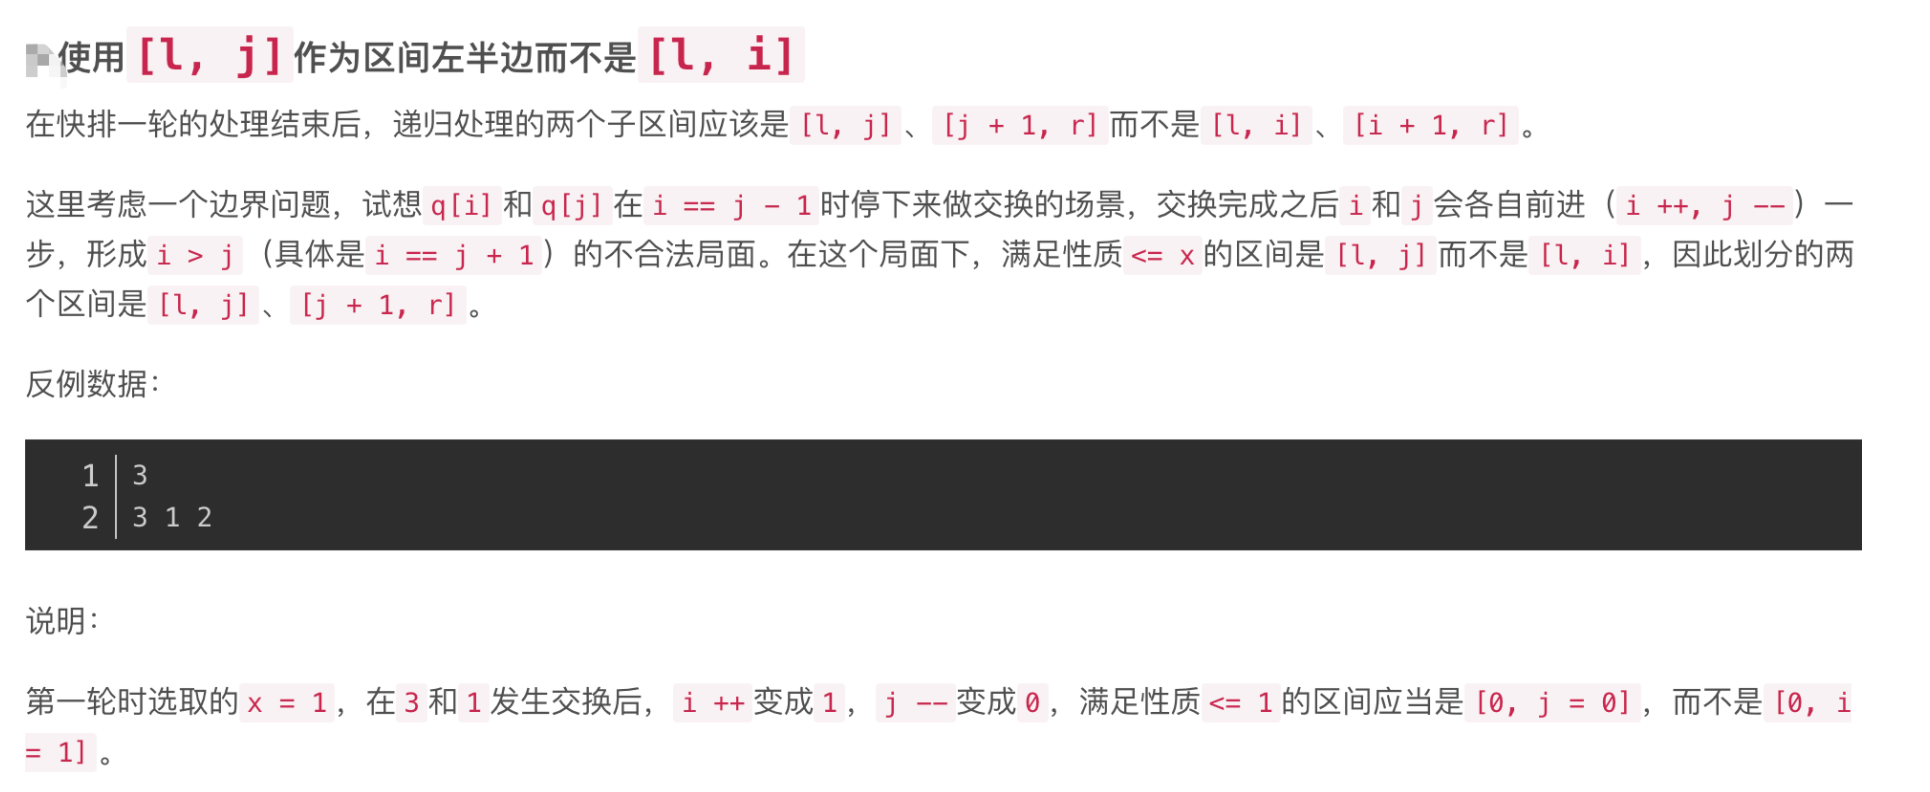 使用[l, j]作为区间左半边而不是[l, i]
在快排一轮的处理结束后，递归处理的两个子区间应该是[l, j]、[j + 1, r]而不是[l, i]、[i + 1, r]。
这里考虑一个边界问题，试想q[i]和q[j]在i == j - 1时停下来做交换的场景，交换完成之后i和j会各自前进（i ++, j --）一
步，形成i > j（具体是i == j + 1）的不合法局面。在这个局面下，满足性质<= x的区间是[l, j]而不是[l, i]，因此划分的两
个区间是[l, j]、[j + 1, r]。
反例数据：
1 3
2 3 1 2
说明：
第一轮时选取的x = 1，在3和1发生交换后，i ++变成1，j --变成0，满足性质<= 1的区间应当是[0, j = 0]，而不是[0, i
= 1]。